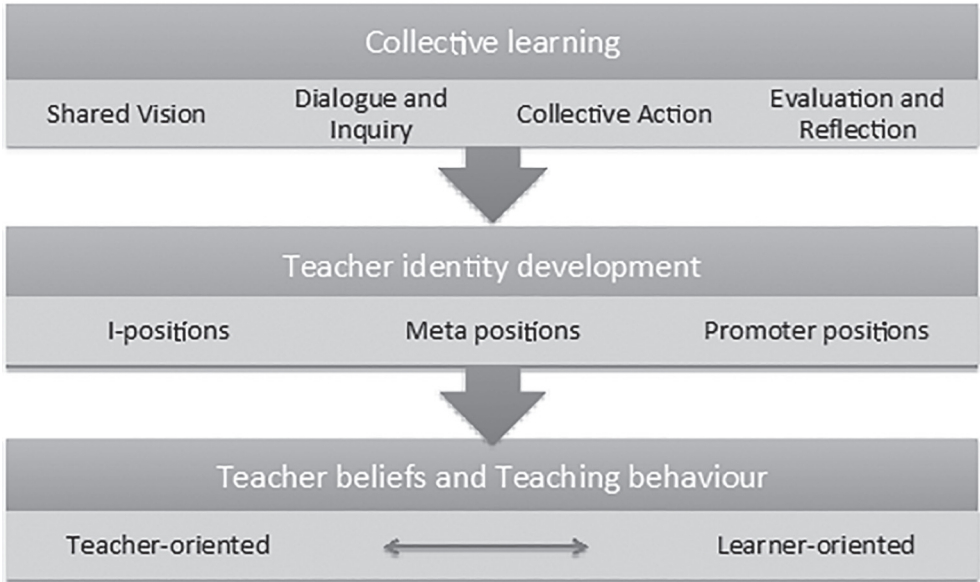 Collective learning
Shared Vision
Dialogue and
Inquiry
Collective Action
Evaluation and
Reflection
Teacher identity development
I-positions
Meta positions
Promoter positions
Teacher beliefs and Teaching behaviour
Teacher-oriented
Learner-oriented